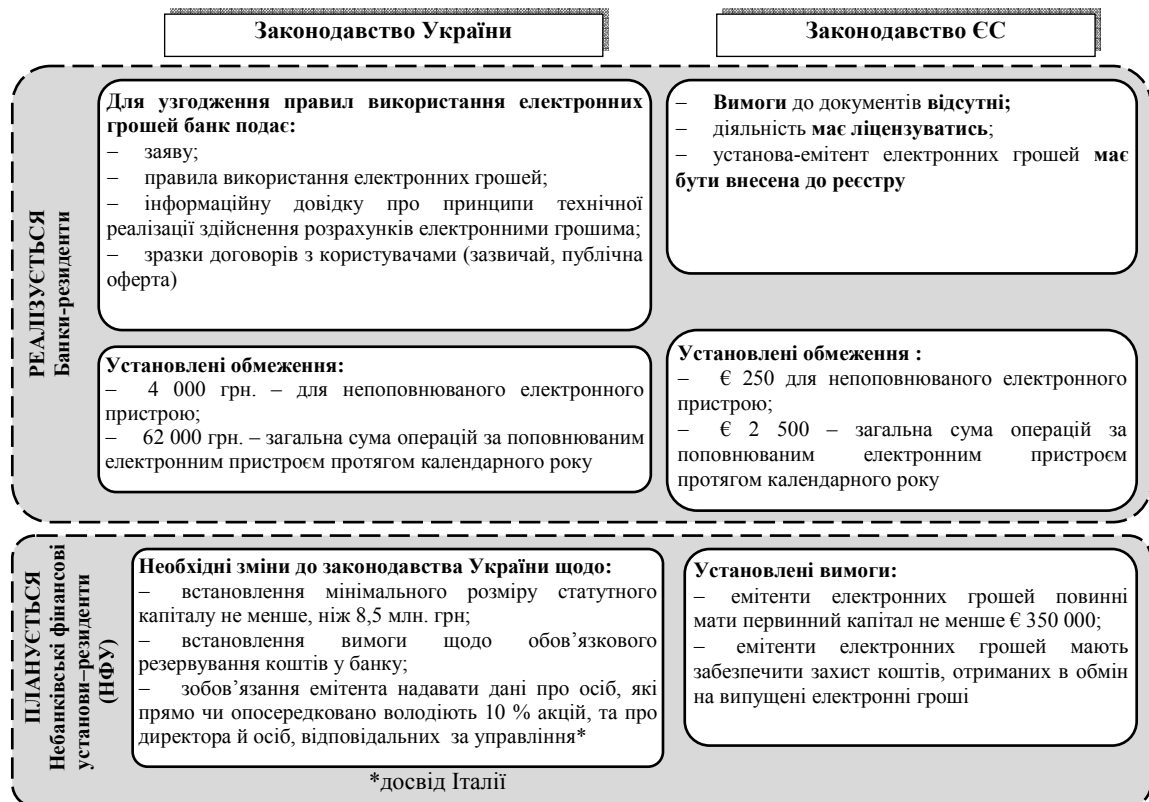 Законодавство України
Законодавство ЄС
РЕАЛІЗУЄТЬСЯ
Банки-резиденти
Для узгодження правил використання електронних
грошей банк подає:
– заяву;
– правила використання електронних грошей;
– інформаційну довідку про принципи технічної
реалізації здійснення розрахунків електронними грошима;
– зразки договорів з користувачами (зазвичай, публічна
оферта)
– Вимоги до документів відсутні;
– діяльність має ліцензуватись;
– установа-емітент електронних грошей має
бути внесена до реєстру
Установлені обмеження:
– 4 000 грн. – для непоповнюваного електронного
пристрою;
– 62 000 грн. – загальна сума операцій за поповнюваним
електронним пристроєм протягом календарного року
Установлені обмеження :
– € 250 для непоповнюваного електронного
пристрою;
– € 2 500 – загальна сума операцій за
поповнюваним електронним пристроєм
протягом календарного року
ПЛАНУЄТЬСЯ
Небанківські фінансові
установи–резиденти
(НФУ)
Необхідні зміни до законодавства України щодо:
– встановлення мінімального розміру статутного
капіталу не менше, ніж 8,5 млн. грн;
– встановлення вимоги щодо обов’язкового
резервування коштів у банку;
– зобов’язання емітента надавати дані про осіб, які
прямо чи опосередковано володіють 10 % акцій, та про
директора й осіб, відповідальних за управління*
Установлені вимоги:
– емітенти електронних грошей повинні
мати первинний капітал не менше € 350 000;
– емітенти електронних грошей мають
забезпечити захист коштів, отриманих в обмін
на випущені електронні гроші
*досвід Італії